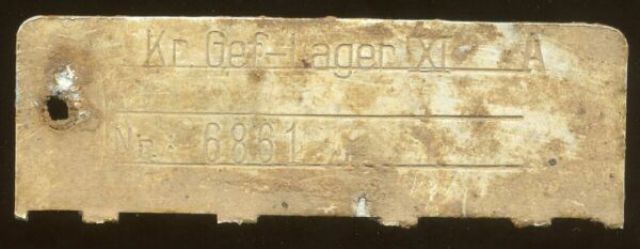 Kr. Gef-Lager XI A
Nr. 6861